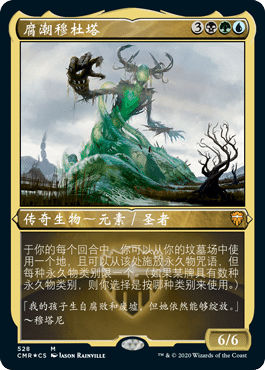 腐潮穆杜塔 3
传奇生物～元素／圣者
于你的每个回合中，你可以从你的坟墓场中使
用一个地，且可以从该处施放永久物咒语，但
每种永久物类别限一个。（如果某牌具有数种
永久物类别，则你选择是按哪种类别来使用。）
「我的孩子生自腐败和废墟，但她依然能够绽放。」
～穆塔尼
6/6
528 M
CMR★CS JASON RAINVILLE ™ & © 2020 Wizards of the Coast